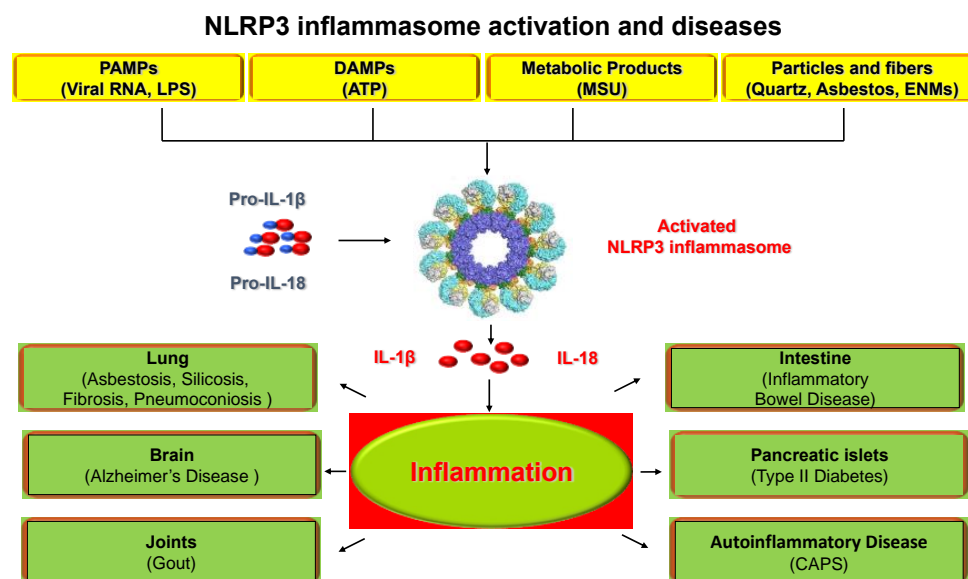 NLRP3 inflammasome activation and diseases
PAMPs
(Viral RNA, LPS)
DAMPs
(ATP)
Metabolic Products
(MSU)
Particles and fibers
(Quartz, Asbestos, ENMs)
Pro-IL-1β
Pro-IL-18
Activated
NLRP3 inflammasome
IL-1β
IL-18
Lung
(Asbestosis, Silicosis,
Fibrosis, Pneumoconiosis )
Intestine
(Inflammatory
Bowel Disease)
Brain
(Alzheimer’s Disease )
Inflammation
Pancreatic islets
(Type II Diabetes)
Joints
(Gout)
Autoinflammatory Disease
(CAPS)